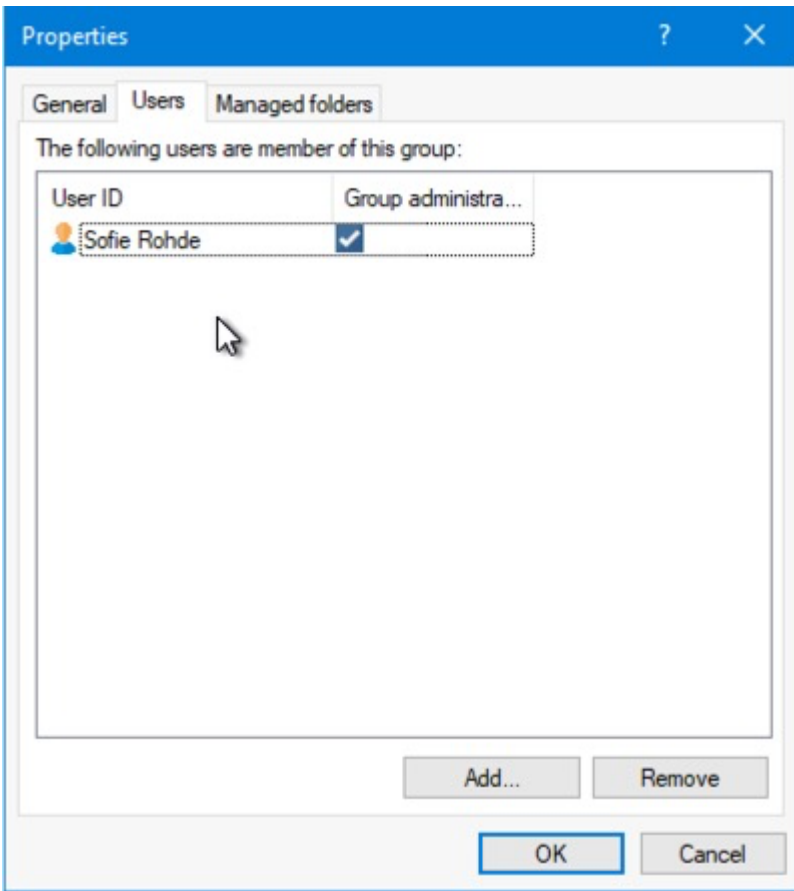 Properties ?
General Users Managed folders
The following users are member of this group:
User ID Group administra...
Sofie Rohde
Add... Remove
OK Cancel